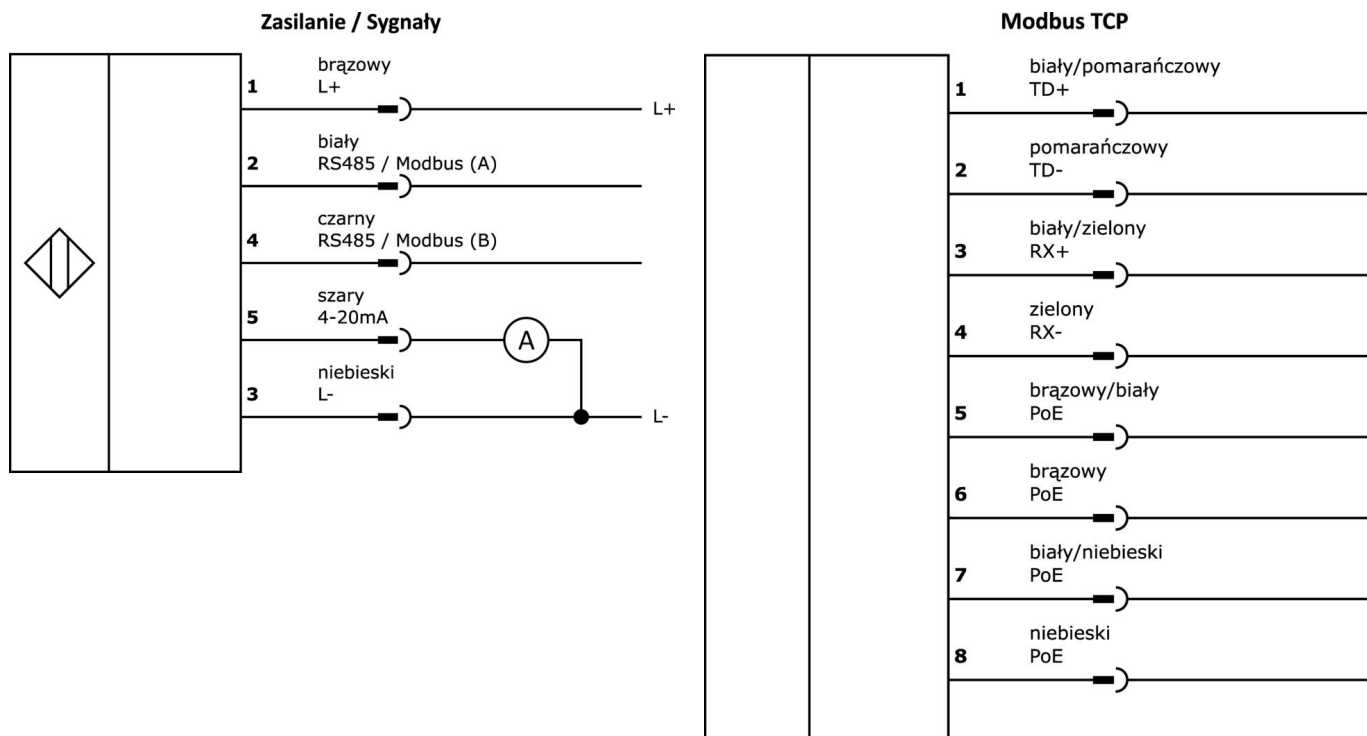 Zasilanie / Sygnały
brązowy
1 L+
L+
biały
2 RS485 / Modbus (A)
czarny
4 RS485 / Modbus (B)
szary
5 4-20mA
A
niebieski
3 L-
L-
Modbus TCP
biały/pomarańczowy
1 TD+
pomarańczowy
2 TD-
biały/zielony
3 RX+
zielony
4 RX-
brązowy/biały
5 PoE
brązowy
6 PoE
biały/niebieski
7 PoE
niebieski
8 PoE